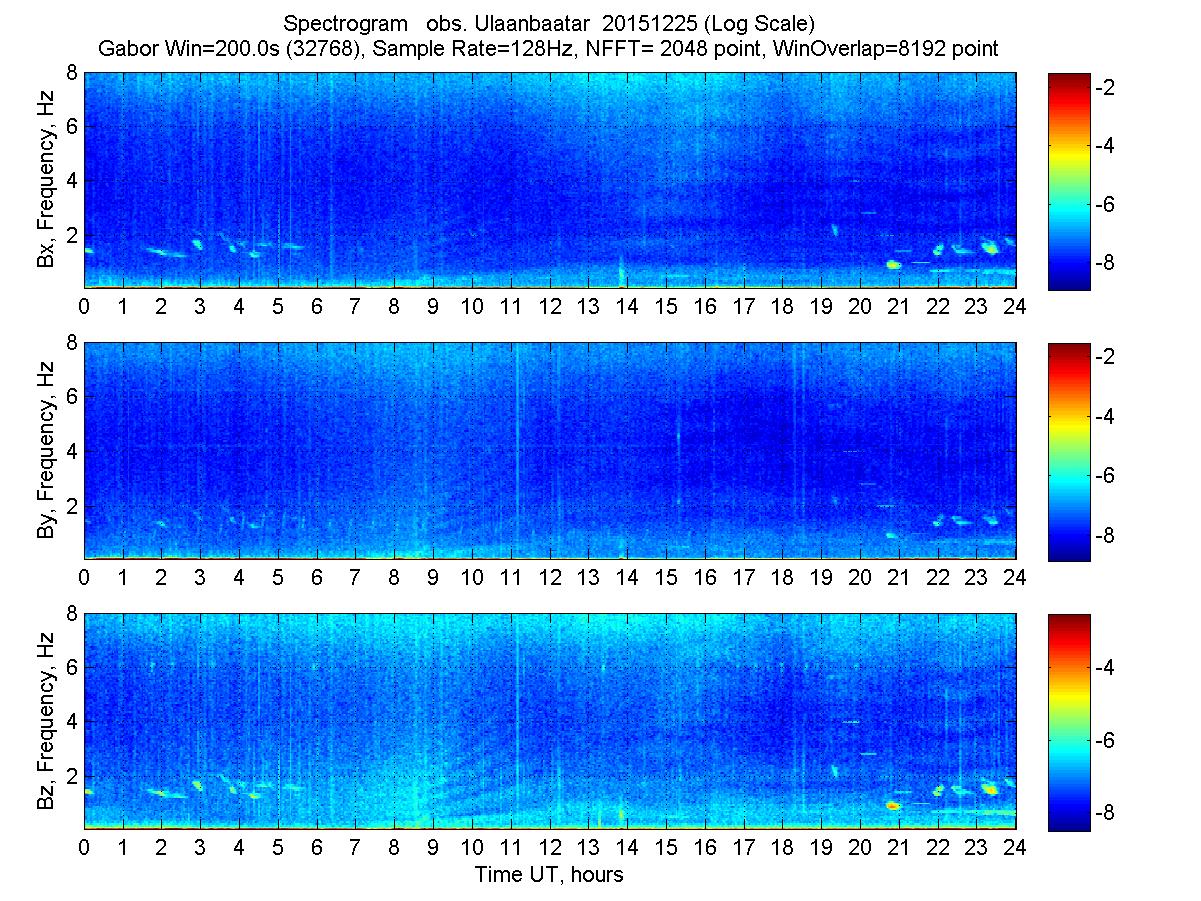 Spectrogram   obs. Ulaanbaatar  20151225 (Log Scale)
Gabor Win=200.0s (32768), Sample Rate=128Hz, NFFT= 2048 point, WinOverlap=8192 point
Bx, Frequency, Hz
8
6
4
2
0 1 2 3 4 5 6 7 8 9 10 11 12 13 14 15 16 17 18 19 20 21 22 23 24
-2
-4
-6
-8
By, Frequency, Hz
8
6
4
2
0 1 2 3 4 5 6 7 8 9 10 11 12 13 14 15 16 17 18 19 20 21 22 23 24
-2
-4
-6
-8
Bz, Frequency, Hz
8
6
4
2
0 1 2 3 4 5 6 7 8 9 10 11 12 13 14 15 16 17 18 19 20 21 22 23 24
-4
-6
-8
Time UT, hours